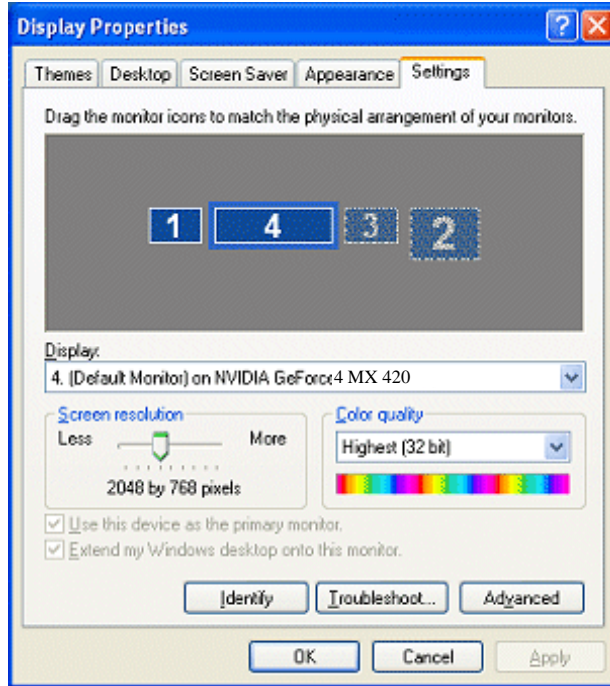 Display Properties
Themes Desktop Screen Saver Appearance Settings
Drag the monitor icons to match the physical arrangement of your monitors.
1 4 3 2
Display:
4. (Default Monitor) on NVIDIA GeForce4 MX 420
Screen resolution
Less More
2048 by 768 pixels
Color quality
Highest (32 bit)
Use this device as the primary monitor.
Extend my Windows desktop onto this monitor.
Identify Troubleshoot... Advanced
OK Cancel Apply